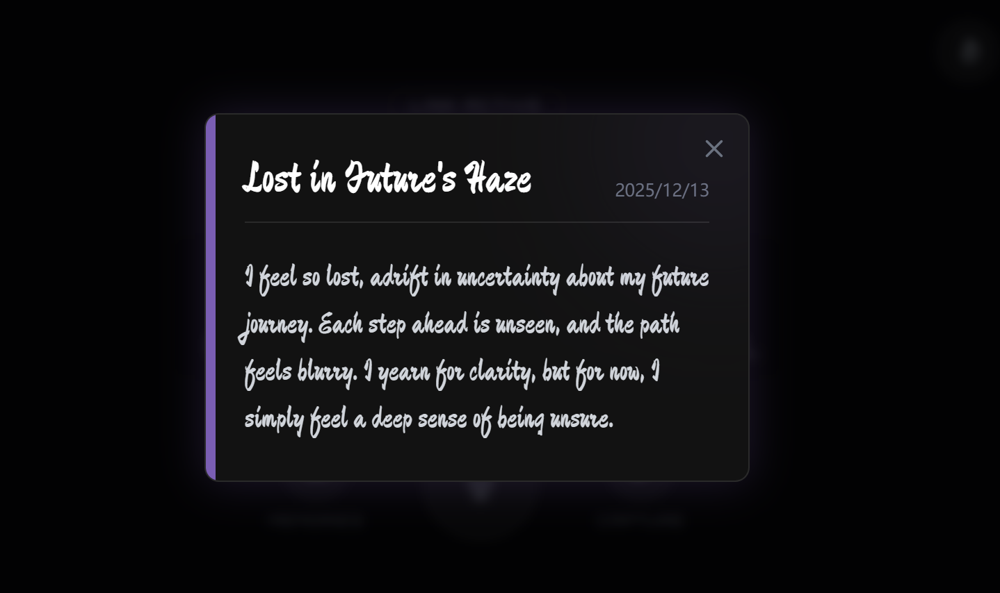 Lost in Future's Haze
2025/12/13
I feel so lost, adrift in uncertainty about my future
journey. Each step ahead is unseen, and the path
feels blurry. I yearn for clarity, but for now, I
simply feel a deep sense of being unsure.